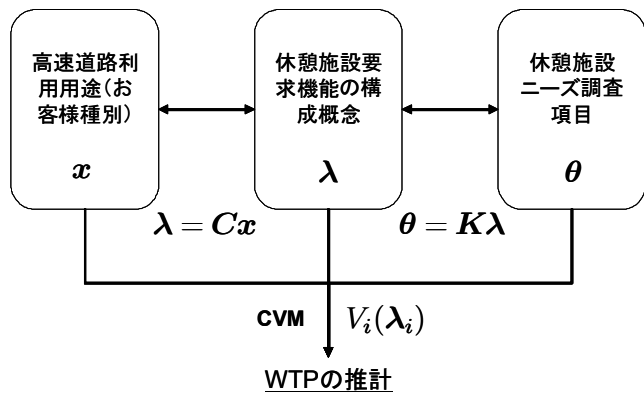 高速道路利
用用途(お
客様種別)
x
休憩施設要
求機能の構
成概念
λ
休憩施設
ニーズ調査
項目
θ
λ = Cx
θ = Kλ
CVM V_i(λ_i)
WTPの推計